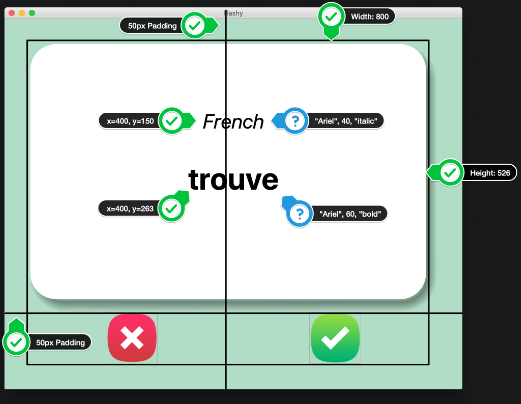 Flashy
50px Padding
Width: 800
x=400, y=150
French
"Ariel", 40, "italic"
trouve
Height: 526
x=400, y=263
"Ariel", 60, "bold"
50px Padding